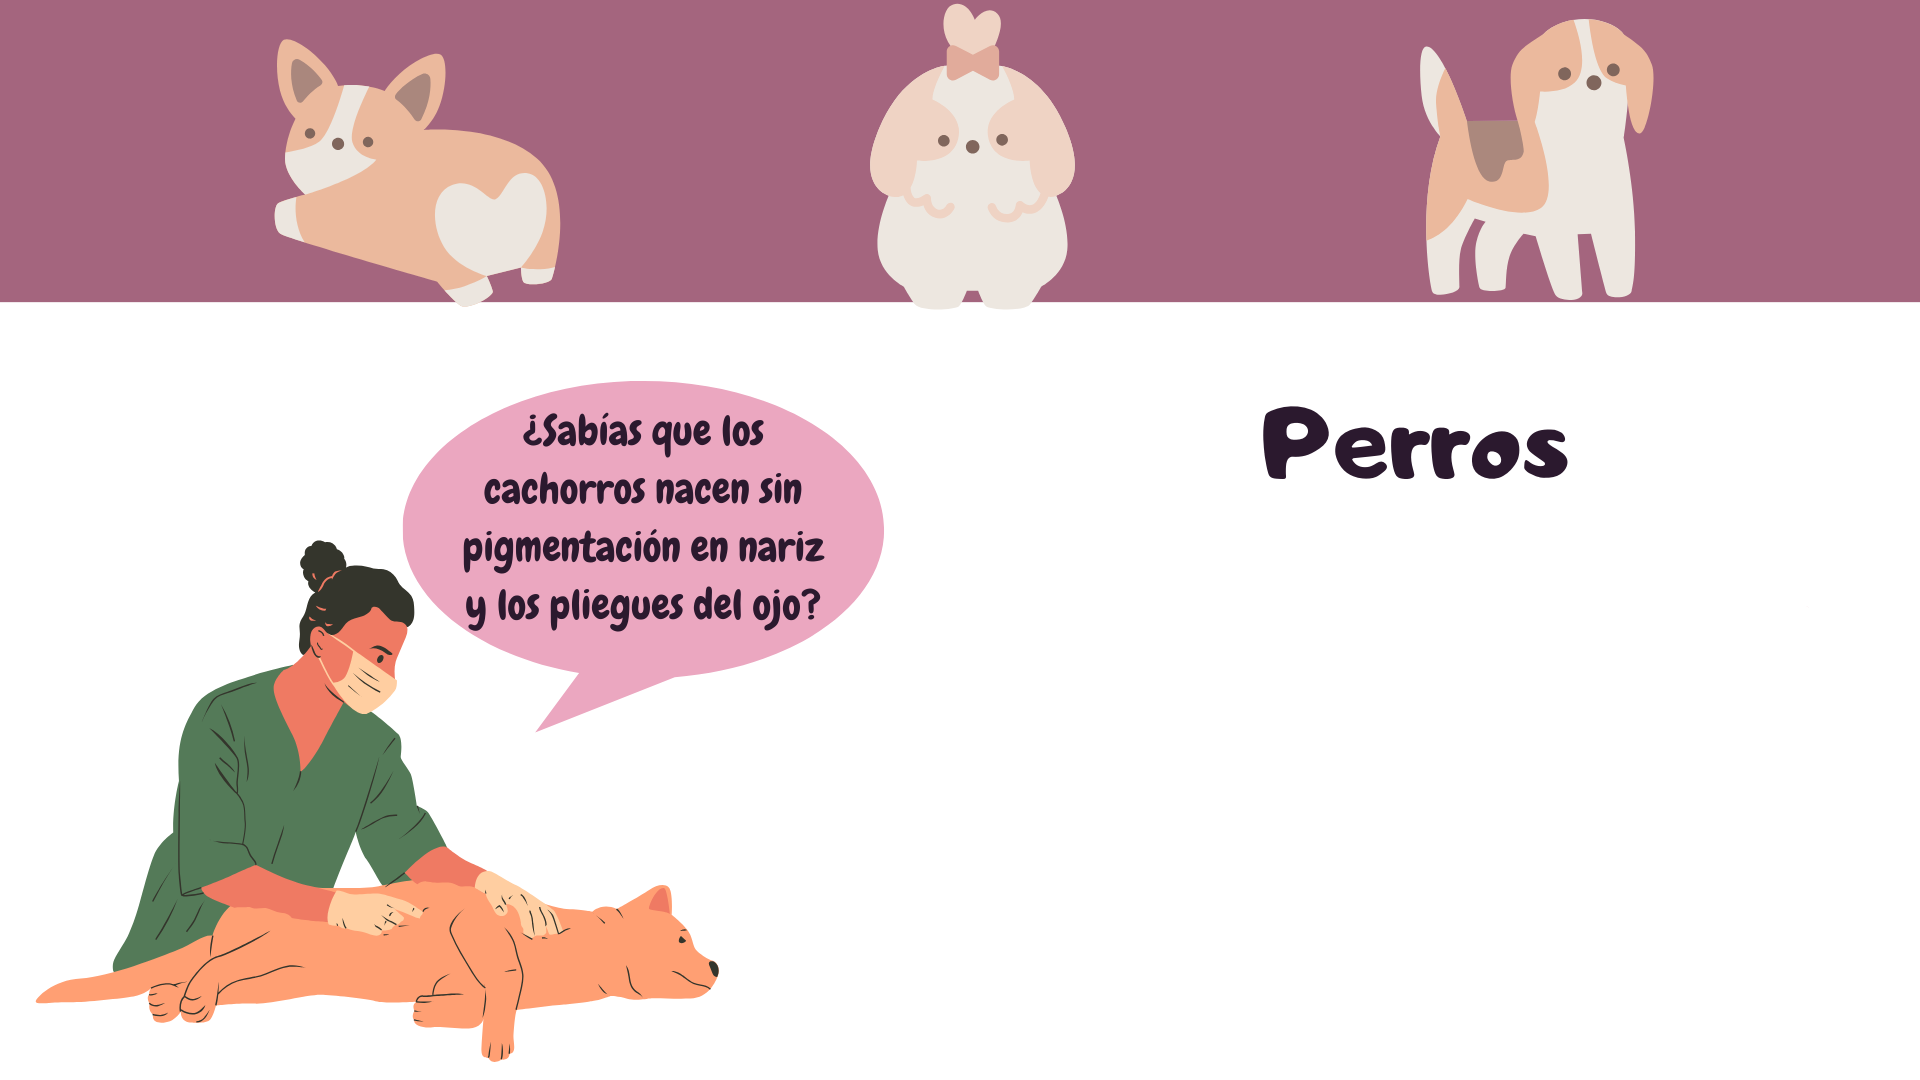 ¿Sabías que los
cachorros nacen sin
pigmentación en nariz
y los pliegues del ojo?
Perros